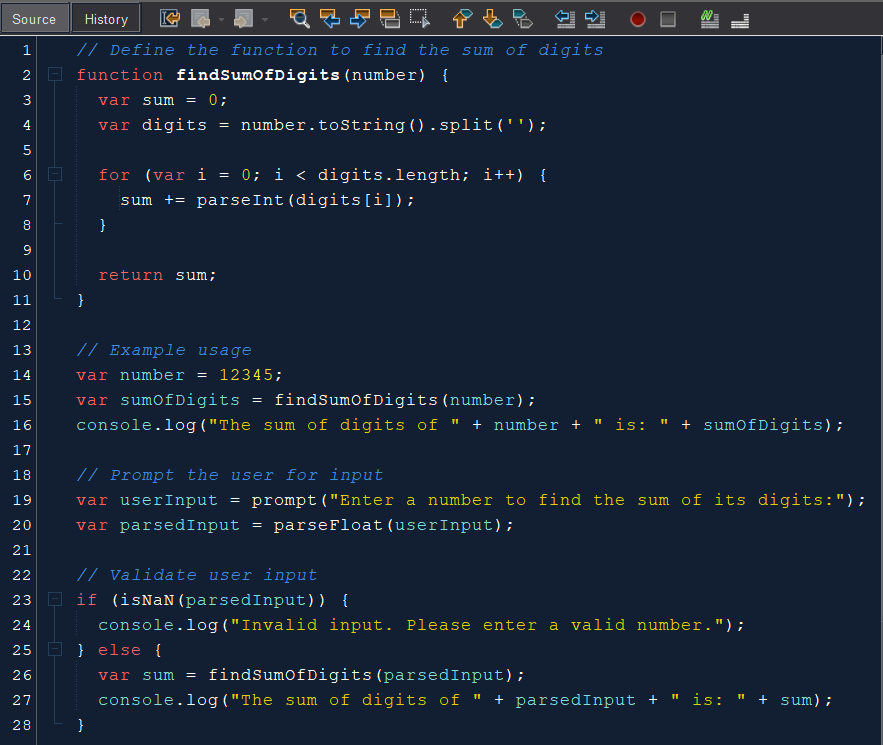 Source History
1 // Define the function to find the sum of digits
2 function findSumOfDigits(number) {
3 var sum = 0;
4 var digits = number.toString().split('');
5
6 for (var i = 0; i < digits.length; i++) {
7 sum += parseInt(digits[i]);
8 }
9
10 return sum;
11 }
12
13 // Example usage
14 var number = 12345;
15 var sumOfDigits = findSumOfDigits(number);
16 console.log("The sum of digits of " + number + " is: " + sumOfDigits);
17
18 // Prompt the user for input
19 var userInput = prompt("Enter a number to find the sum of its digits:");
20 var parsedInput = parseFloat(userInput);
21
22 // Validate user input
23 if (isNaN(parsedInput)) {
24 console.log("Invalid input. Please enter a valid number.");
25 } else {
26 var sum = findSumOfDigits(parsedInput);
27 console.log("The sum of digits of " + parsedInput + " is: " + sum);
28 }